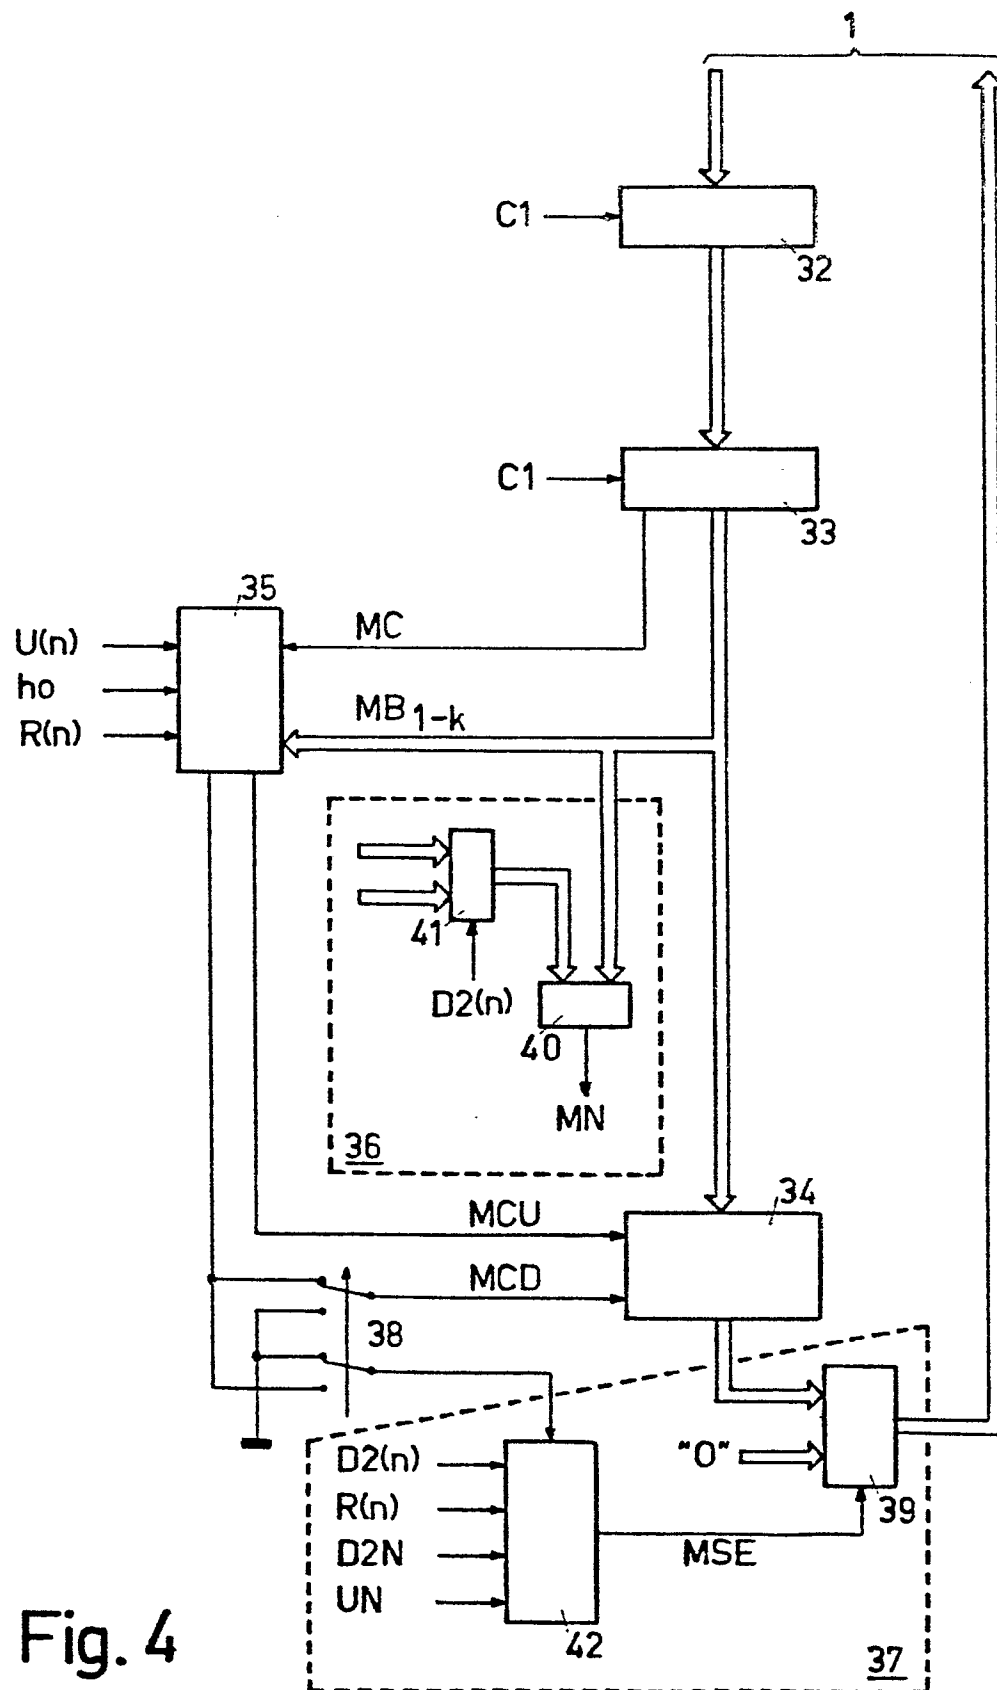 1
C1
32
C1
33
35
U(n)
MC
ho
MB1-k
R(n)
41
D2(n)
40
MN
36
34
MCU
MCD
38
D2(n)
"0"
R(n)
39
D2N
MSE
UN
42
37
Fig. 4